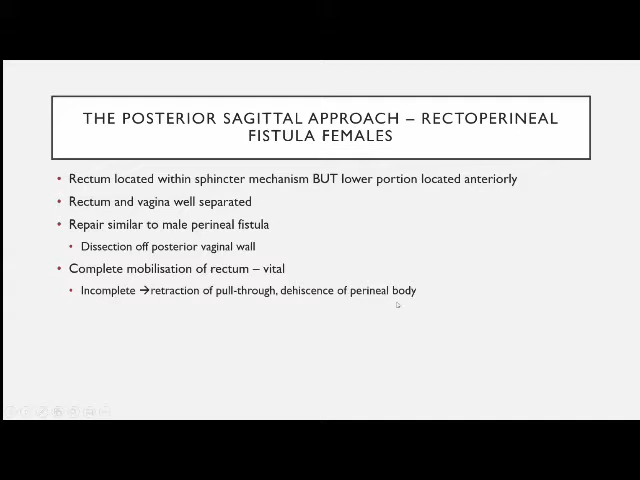 THE POSTERIOR SAGITTAL APPROACH – RECTOPERINEAL
FISTULA FEMALES
• Rectum located within sphincter mechanism BUT lower portion located anteriorly
• Rectum and vagina well separated
• Repair similar to male perineal fistula
• Dissection off posterior vaginal wall
• Complete mobilisation of rectum – vital
• Incomplete →retraction of pull-through, dehiscence of perineal body